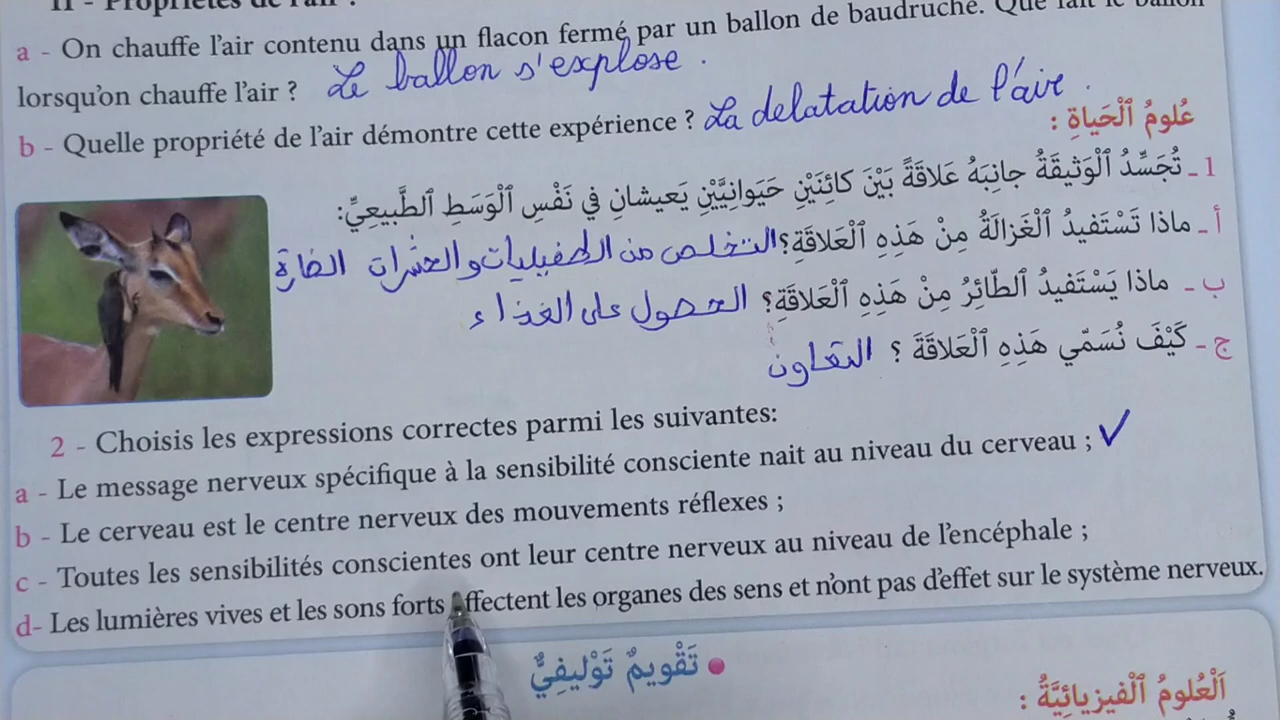 II - Propriétés de l'air :
a - On chauffe l'air contenu dans un flacon fermé par un ballon de baudruche. Que fait le ballon
lorsqu'on chauffe l'air ? Le ballon s'explose .
b - Quelle propriété de l'air démontre cette expérience ? La delatation de l'aire .
عُلومُ ٱلْحَياةِ :
1 ـ تُجَسِّدُ ٱلْوَثيقَةُ جانِبَهُ عَلاقَةً بَيْنَ كائِنَيْنِ حَيَوانِيَّيْنِ يَعيشانِ في نَفْسِ ٱلْوَسَطِ ٱلطَّبيعِيِّ:
أ ـ ماذا تَسْتَفيدُ ٱلْغَزالَةُ مِنْ هَذِهِ ٱلْعَلاقَةِ؟ التخلص من الطفيليات والحشرات الضارة
ب ـ ماذا يَسْتَفيدُ ٱلطّائِرُ مِنْ هَذِهِ ٱلْعَلاقَةِ؟ الحصول على الغذاء
ج ـ كَيْفَ نُسَمّي هَذِهِ ٱلْعَلاقَةَ ؟ التعاون
2 - Choisis les expressions correctes parmi les suivantes:
a - Le message nerveux spécifique à la sensibilité consciente nait au niveau du cerveau ; ✓
b - Le cerveau est le centre nerveux des mouvements réflexes ;
c - Toutes les sensibilités conscientes ont leur centre nerveux au niveau de l'encéphale ;
d- Les lumières vives et les sons forts affectent les organes des sens et n'ont pas d'effet sur le système nerveux.
• تَقْويمٌ تَوْليفِيٌّ
اَلْعُلومُ ٱلْفيزيائِيَّةُ :